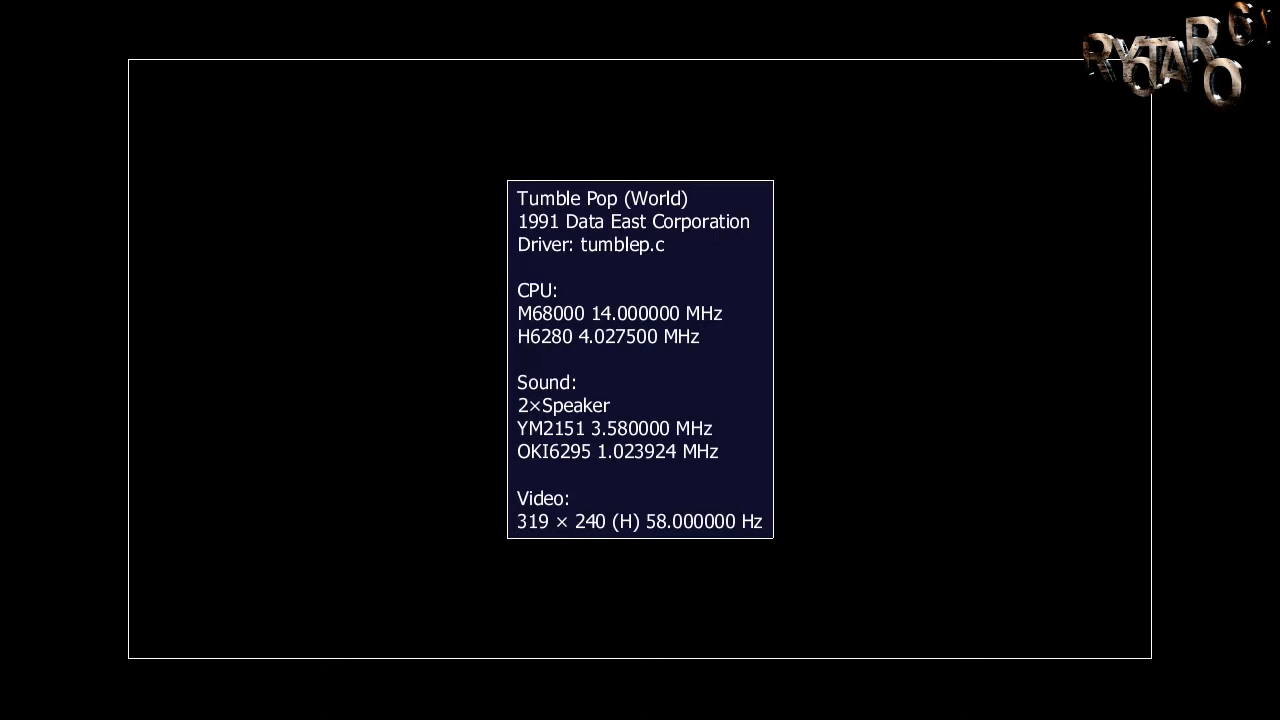 Tumble Pop (World)
1991 Data East Corporation
Driver: tumblep.c
CPU:
M68000 14.000000 MHz
H6280 4.027500 MHz
Sound:
2×Speaker
YM2151 3.580000 MHz
OKI6295 1.023924 MHz
Video:
319 × 240 (H) 58.000000 Hz